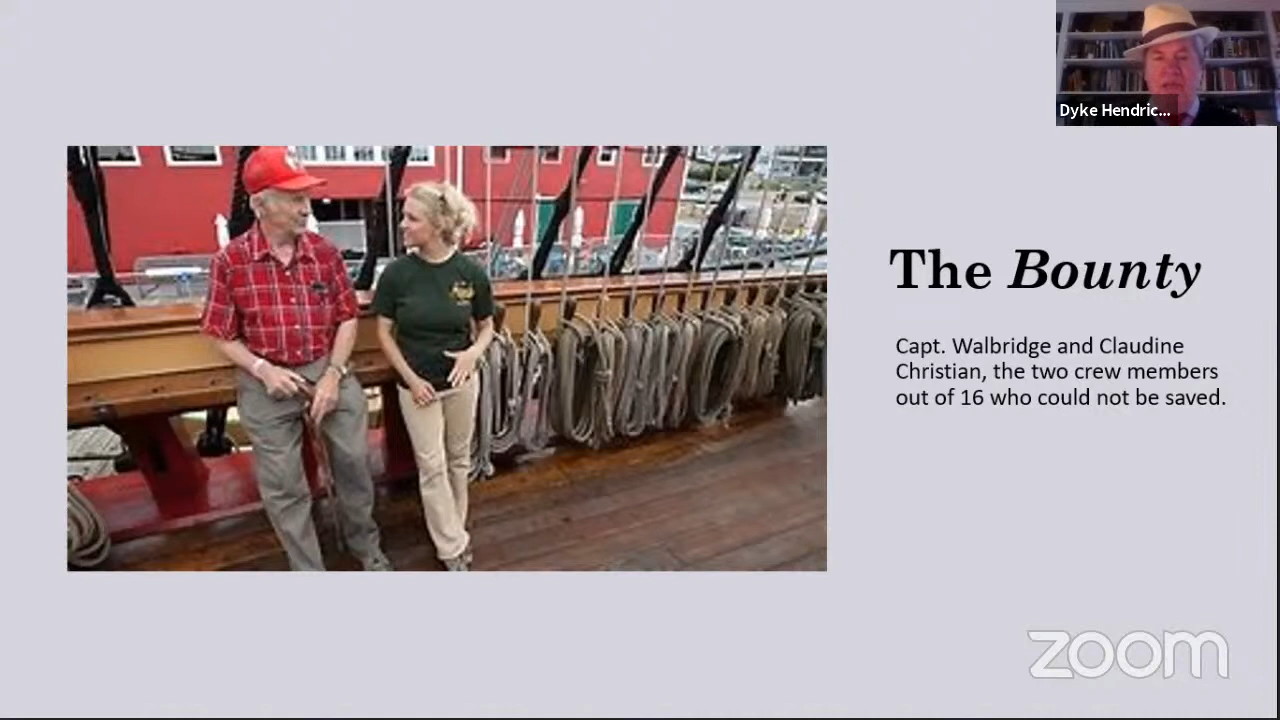 Dyke Hendric...
The Bounty
Capt. Walbridge and Claudine
Christian, the two crew members
out of 16 who could not be saved.
zoom